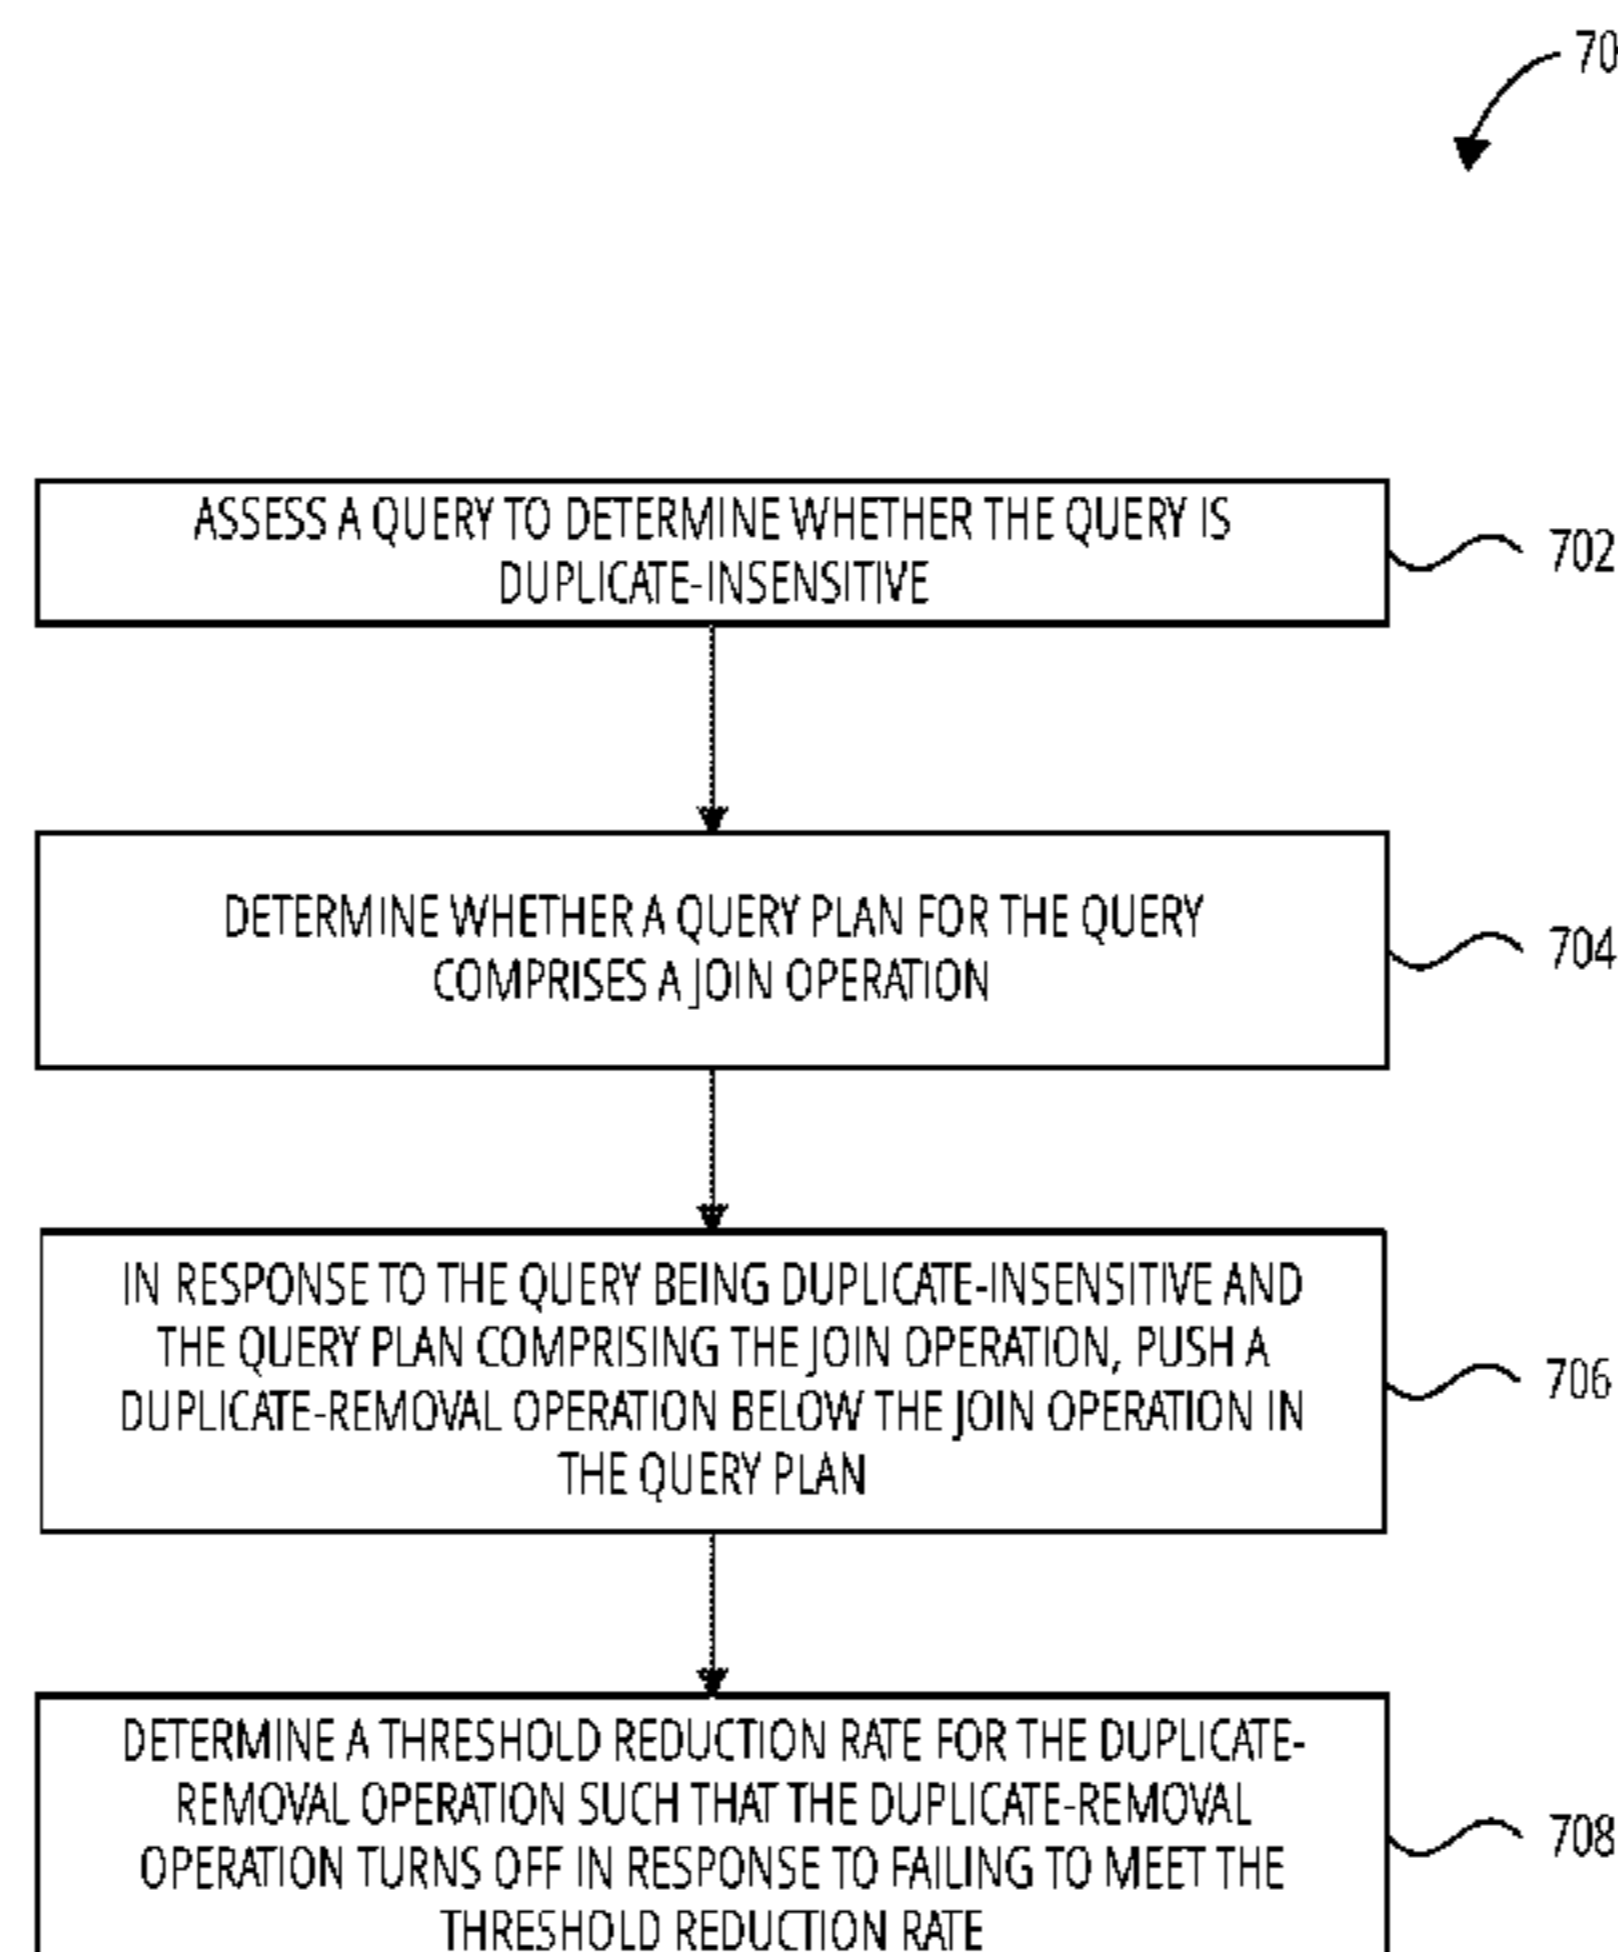 70
ASSESS A QUERY TO DETERMINE WHETHER THE QUERY IS
DUPLICATE-INSENSITIVE
702
DETERMINE WHETHER A QUERY PLAN FOR THE QUERY
COMPRISES A JOIN OPERATION
704
IN RESPONSE TO THE QUERY BEING DUPLICATE-INSENSITIVE AND
THE QUERY PLAN COMPRISING THE JOIN OPERATION, PUSH A
DUPLICATE-REMOVAL OPERATION BELOW THE JOIN OPERATION IN
THE QUERY PLAN
706
DETERMINE A THRESHOLD REDUCTION RATE FOR THE DUPLICATE-
REMOVAL OPERATION SUCH THAT THE DUPLICATE-REMOVAL
OPERATION TURNS OFF IN RESPONSE TO FAILING TO MEET THE
THRESHOLD REDUCTION RATE
708